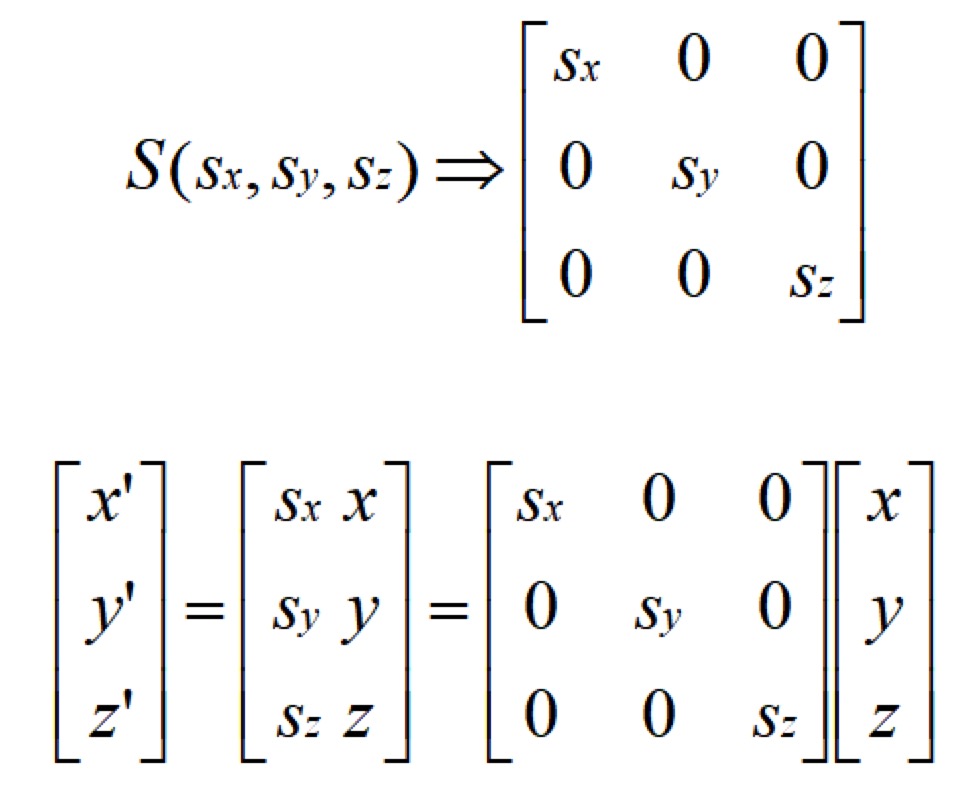 S(sx, sy, sz) ⇒ [sx 0 0
0 sy 0
0 0 sz]
[x' = [sx x = [sx 0 0 [x
y' sy y 0 sy 0 y
z'] sz z] 0 0 sz] z]